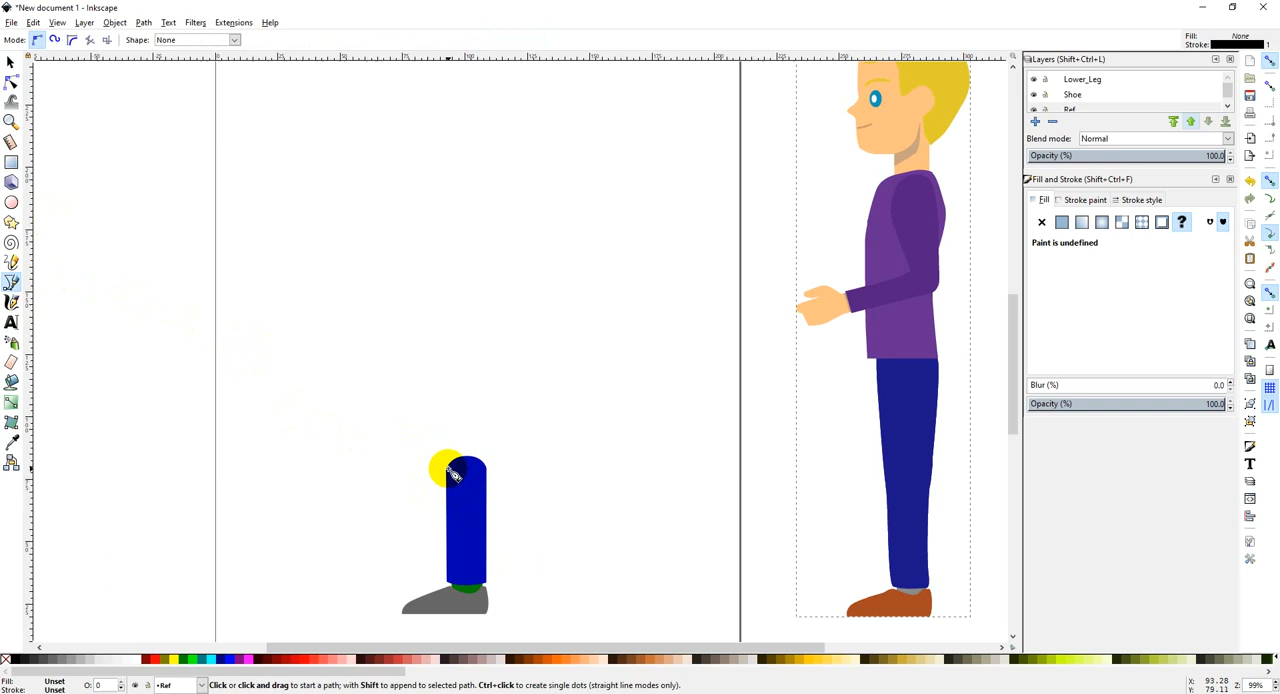 *New document 1 - Inkscape
File Edit View Layer Object Path Text Filters Extensions Help
Mode: Shape: None
Fill: None
Stroke: 1
Layers (Shift+Ctrl+L)
Lower_Leg
Shoe
Ref
Blend mode: Normal
Opacity (%) 100.0
Fill and Stroke (Shift+Ctrl+F)
Fill Stroke paint Stroke style
Paint is undefined
Blur (%) 0.0
Opacity (%) 100.0
Fill: Unset
Stroke: Unset
O: 0 •Ref Click or click and drag to start a path; with Shift to append to selected path. Ctrl+click to create single dots (straight line modes only).
X: 93.28
Y: 79.11
Z: 99%